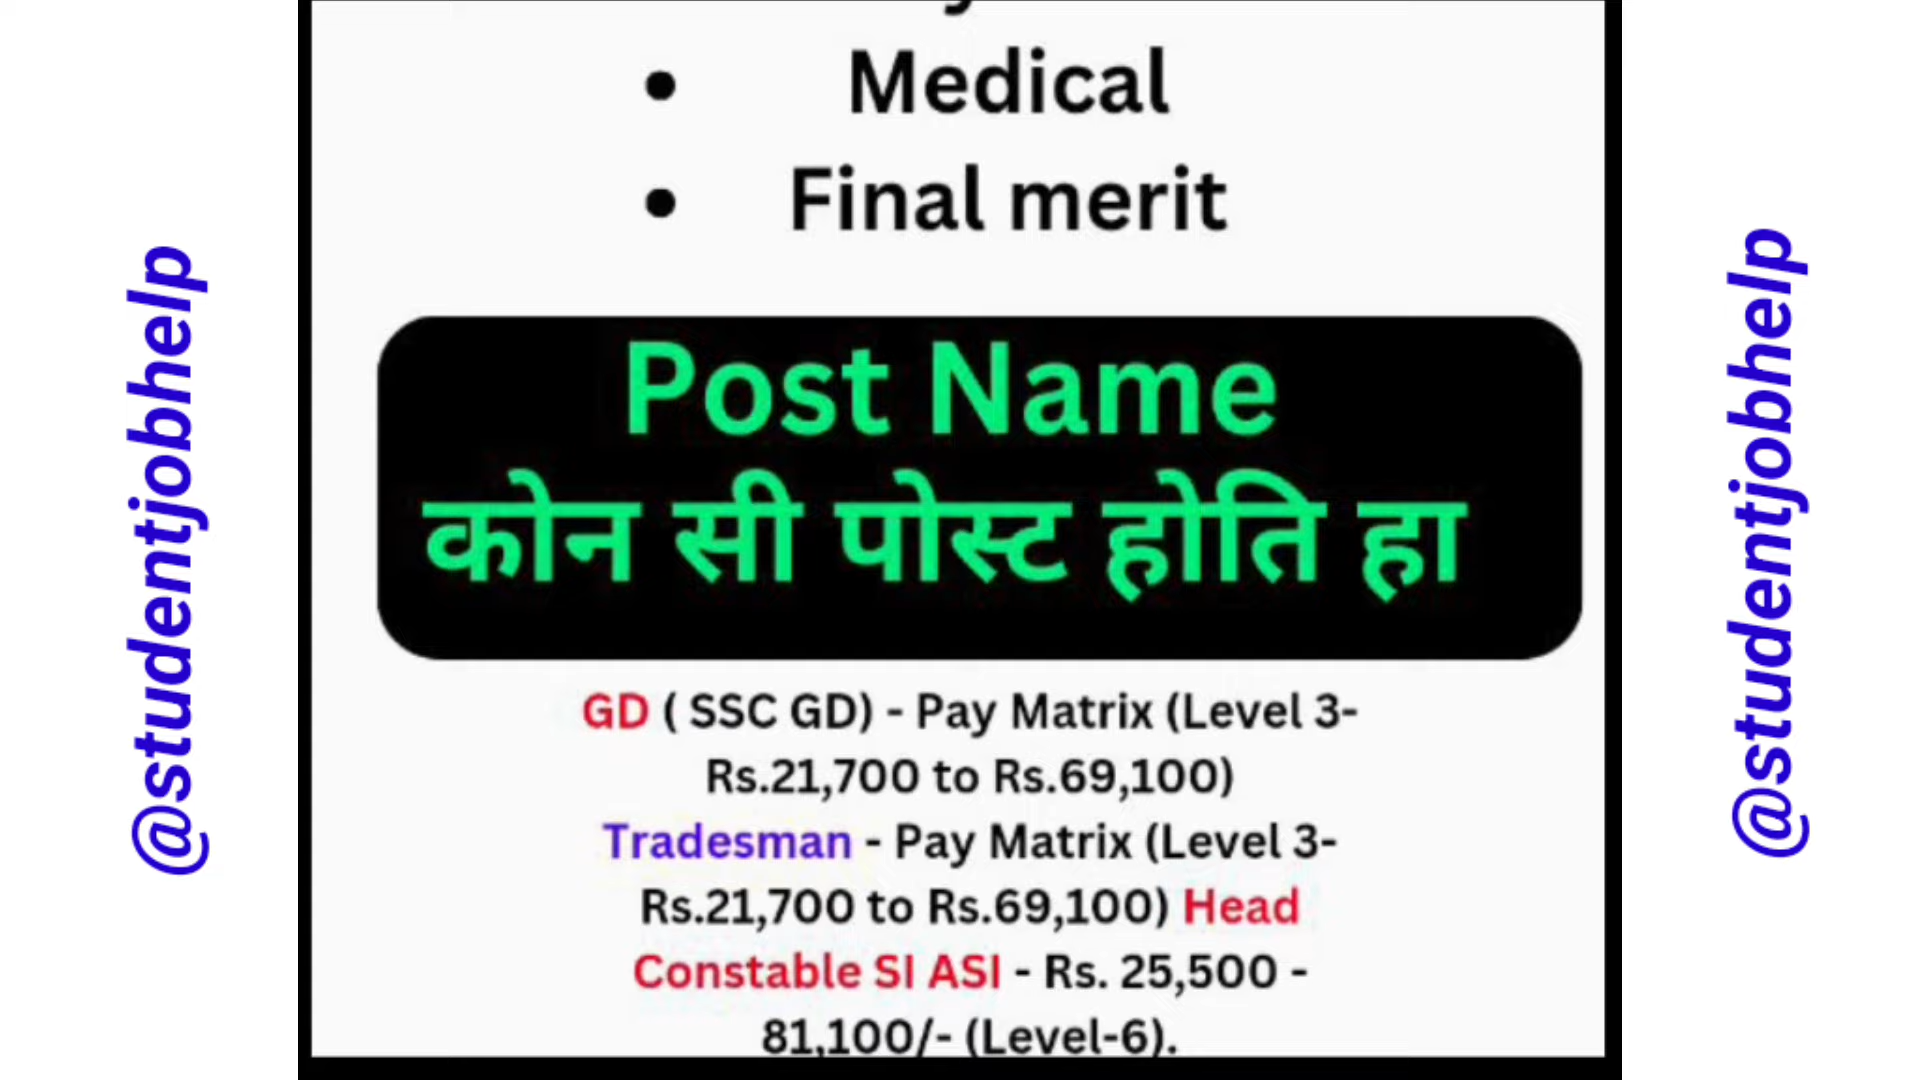 • Medical
• Final merit
Post Name
कोन सी पोस्ट होति हा
GD ( SSC GD) - Pay Matrix (Level 3-
Rs.21,700 to Rs.69,100)
Tradesman - Pay Matrix (Level 3-
Rs.21,700 to Rs.69,100) Head
Constable SI ASI - Rs. 25,500 -
81,100/- (Level-6).
@studentjobhelp
@studentjobhelp